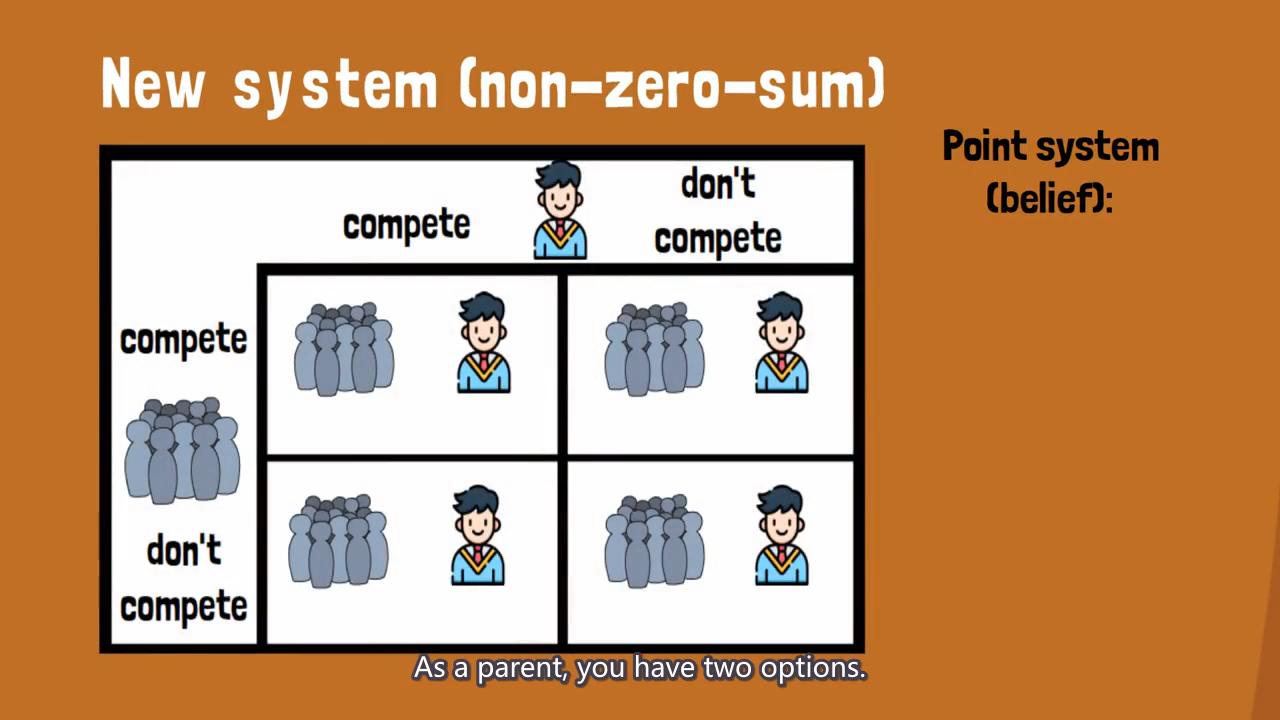 New system (non-zero-sum)
Point system
(belief):
compete
don't
compete
compete
don't
compete
As a parent, you have two options.